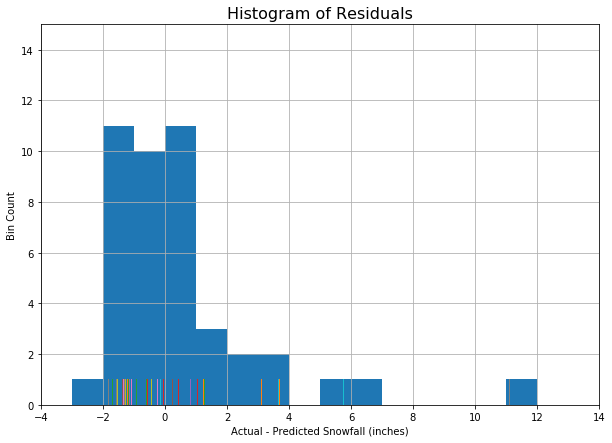 Histogram of Residuals
14
12
10
8
6
4
2
0
Bin Count
−4 −2 0 2 4 6 8 10 12 14
Actual - Predicted Snowfall (inches)